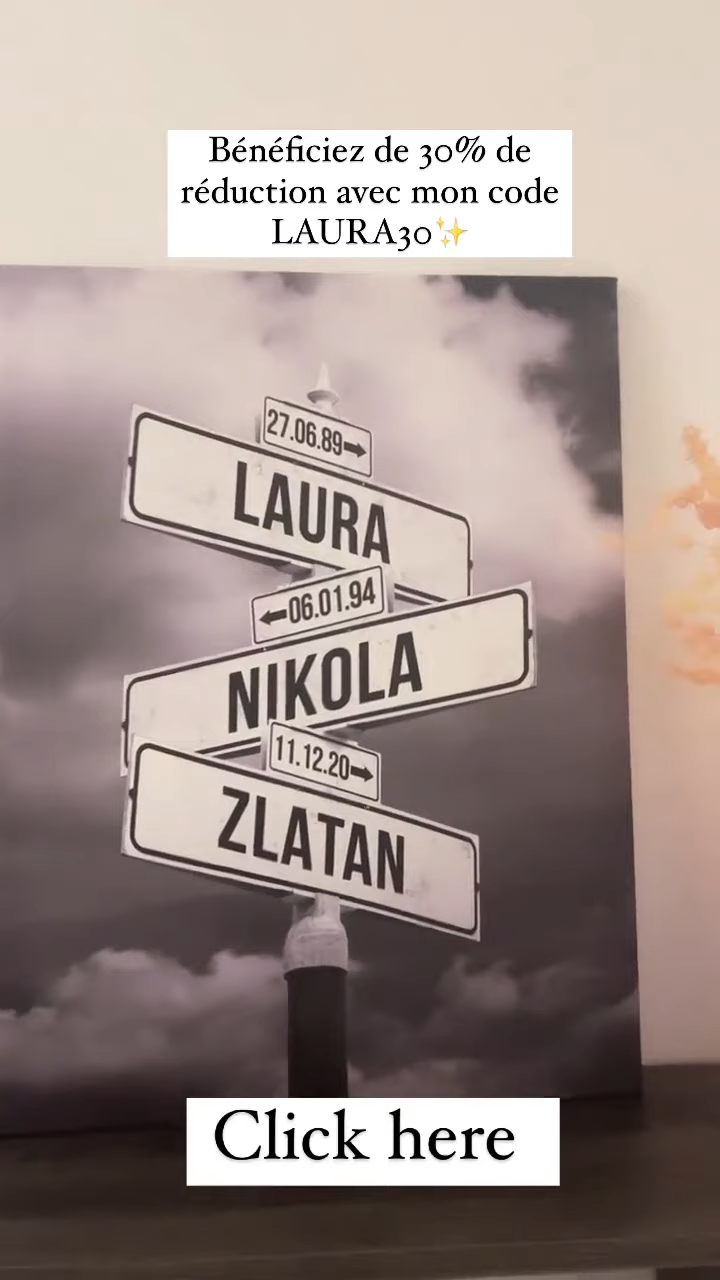 Bénéficiez de 30% de
réduction avec mon code
LAURA30✨
27.06.89→
LAURA
←06.01.94
NIKOLA
11.12.20→
ZLATAN
Click here